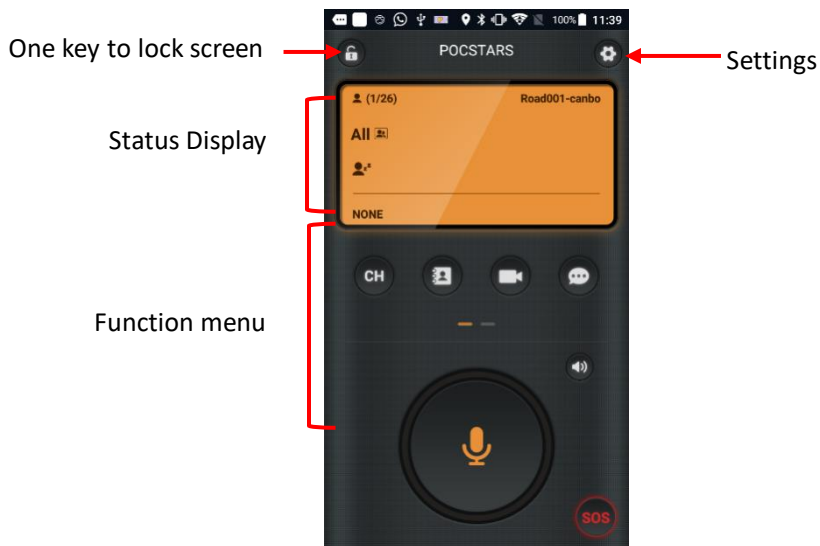 100% 11:39
One key to lock screen
POCSTARS
Settings
(1/26)
Road001-canbo
All
Status Display
zz
NONE
CH
Function menu
SOS